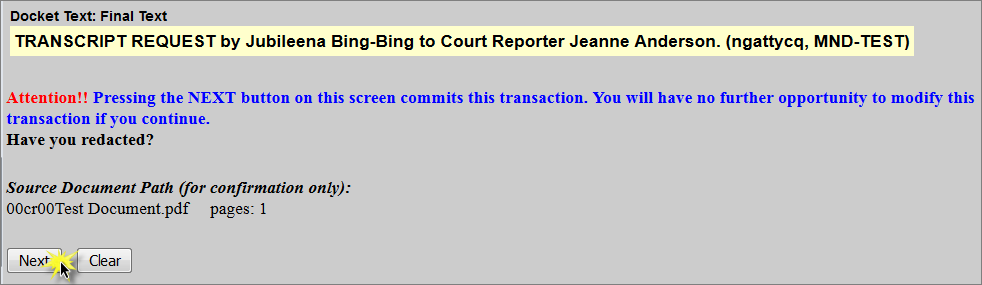 Docket Text: Final Text
TRANSCRIPT REQUEST by Jubileena Bing-Bing to Court Reporter Jeanne Anderson. (ngattycq, MND-TEST)
Attention!! Pressing the NEXT button on this screen commits this transaction. You will have no further opportunity to modify this
transaction if you continue.
Have you redacted?
Source Document Path (for confirmation only):
00cr00Test Document.pdf pages: 1
Next Clear